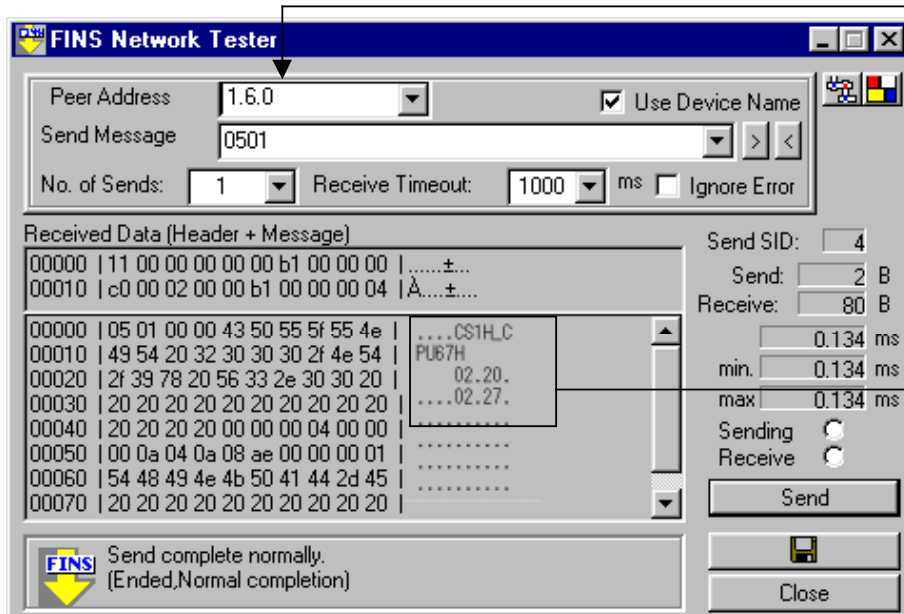 FINS Network Tester
Peer Address 1.6.0 Use Device Name
Send Message 0501 > <
No. of Sends: 1 Receive Timeout: 1000 ms Ignore Error
Received Data (Header + Message)
00000 | 11 00 00 00 00 00 b1 00 00 00 | ......±...
00010 | c0 00 02 00 00 b1 00 00 00 04 | À....±....
00000 | 05 01 00 00 43 50 55 5f 55 4e | ....CS1H_C
00010 | 49 54 20 32 30 30 30 2f 4e 54 | PU67H
00020 | 2f 39 78 20 56 33 2e 30 30 20 | 02.20.
00030 | 20 20 20 20 20 20 20 20 20 20 | ....02.27.
00040 | 20 20 20 20 00 00 00 04 00 00 | ..........
00050 | 00 0a 04 0a 08 ae 00 00 00 01 | ..........
00060 | 54 48 49 4e 4b 50 41 44 2d 45 | ..........
00070 | 20 20 20 20 20 20 20 20 20 20 |
Send SID: 4
Send: 2 B
Receive: 80 B
0.134 ms
min. 0.134 ms
max 0.134 ms
Sending
Receive
Send
Close
FINS
Send complete normally.
(Ended,Normal completion)